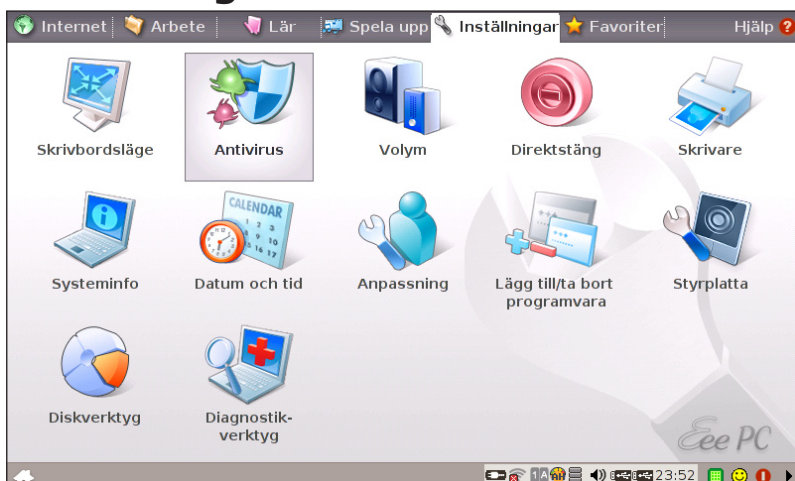 Internet Arbete Lär Spela upp Inställningar Favoriter Hjälp ?
Skrivbordsläge Antivirus Volym Direktstäng Skrivare
CALENDAR
Systeminfo Datum och tid Anpassning Lägg till/ta bort programvara Styrplatta
Diskverktyg Diagnostik-
verktyg
Eee PC
1 A 23:52